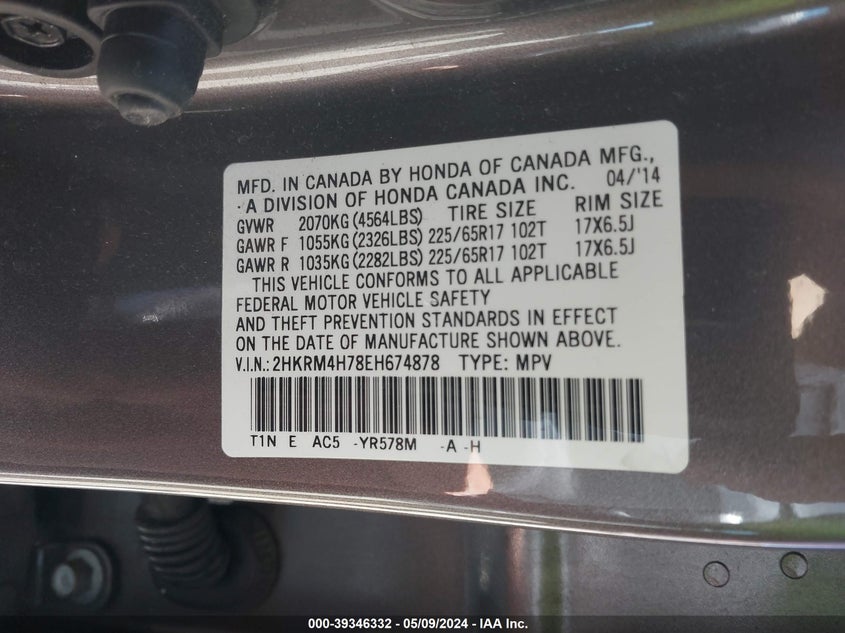 MFD. IN CANADA BY HONDA OF CANADA MFG.,
·A DIVISION OF HONDA CANADA INC. 04/'14
GVWR 2070KG(4564LBS) TIRE SIZE RIM SIZE
GAWR F 1055KG(2326LBS) 225/65R17 102T 17X6.5J
GAWR R 1035KG(2282LBS) 225/65R17 102T 17X6.5J
THIS VEHICLE CONFORMS TO ALL APPLICABLE
FEDERAL MOTOR VEHICLE SAFETY
AND THEFT PREVENTION STANDARDS IN EFFECT
ON THE DATE OF MANUFACTURE SHOWN ABOVE.
V.I.N.: 2HKRM4H78EH674878 TYPE: MPV
T1N E AC5 -YR578M -A -H
000-39346332 - 05/09/2024 - IAA Inc.